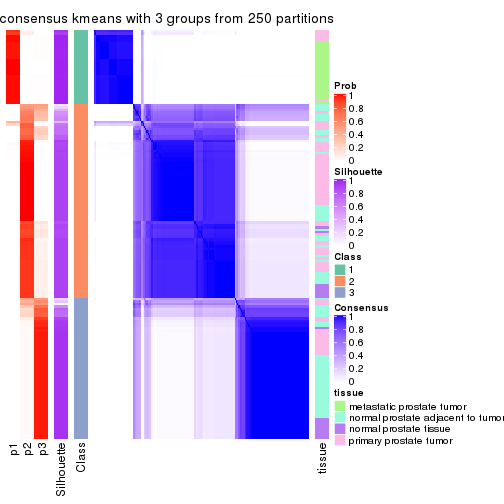 consensus kmeans with 3 groups from 250 partitions
Prob
1
0.8
0.6
0.4
0.2
0
Silhouette
1
0.8
0.6
0.4
0.2
0
Class
1
2
3
Consensus
1
0.8
0.6
0.4
0.2
0
tissue
metastatic prostate tumor
normal prostate adjacent to tumor
normal prostate tissue
primary prostate tumor
p1
p2
p3
Silhouette
Class
tissue